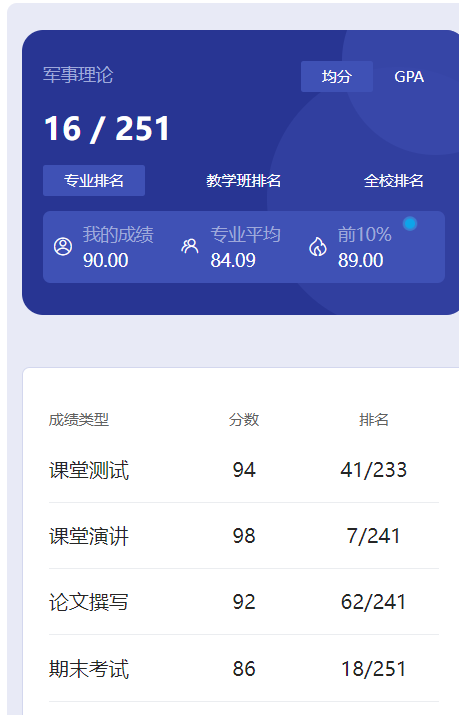 军事理论 均分 GPA
16 / 251
专业排名 教学班排名 全校排名
我的成绩 专业平均 前10%
90.00 84.09 89.00
成绩类型 分数 排名
课堂测试 94 41/233
课堂演讲 98 7/241
论文撰写 92 62/241
期末考试 86 18/251